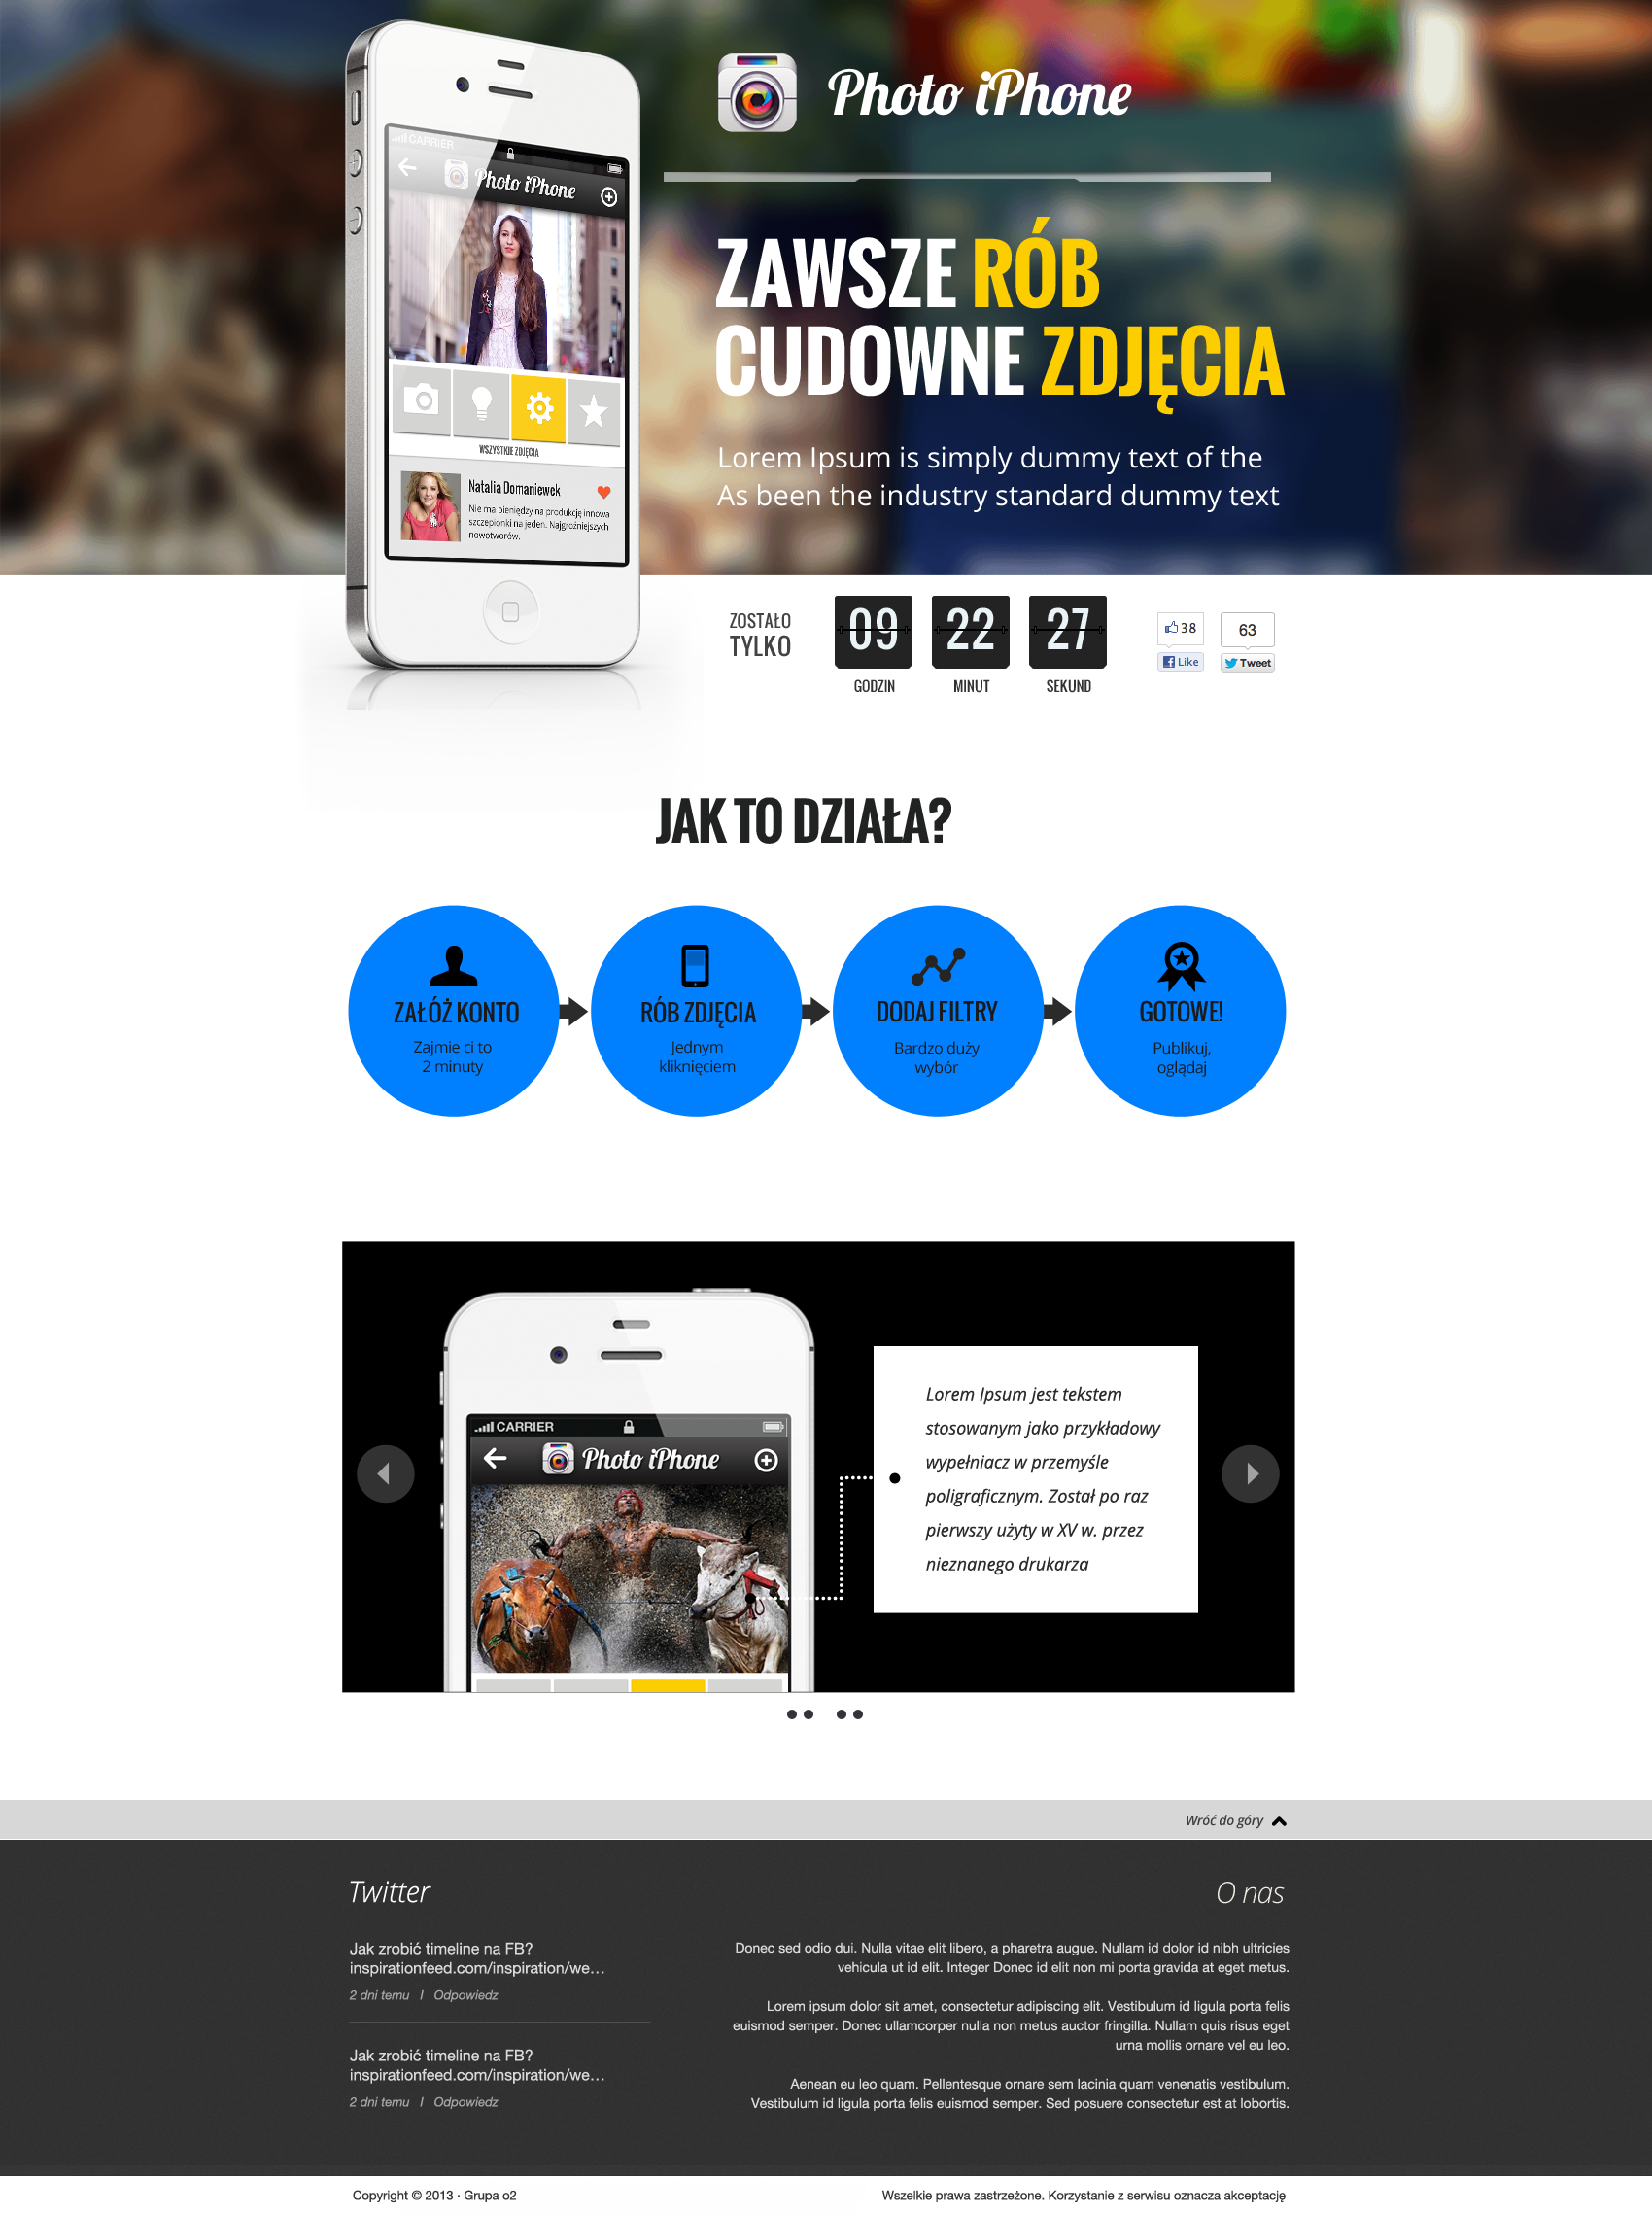 Photo iPhone
CARRIER
Photo iPhone
ZAWSZE RÓB
CUDOWNE ZDJĘCIA
Lorem Ipsum is simply dummy text of the
As been the industry standard dummy text
WSZYSTKIE ZDJĘCIA
Natalia Domaniewek
Nie ma pieniędzy na produkcję innowa
szczepionki na jeden. Najgroźniejszych
nowotworów.
ZOSTAŁO
TYLKO
09 22 27
GODZIN MINUT SEKUND
38
Like
63
Tweet
JAK TO DZIAŁA?
ZAŁÓŻ KONTO
Zajmie ci to
2 minuty
RÓB ZDJĘCIA
Jednym
kliknięciem
DODAJ FILTRY
Bardzo duży
wybór
GOTOWE!
Publikuj,
oglądaj
CARRIER
Photo iPhone
Lorem Ipsum jest tekstem
stosowanym jako przykładowy
wypełniacz w przemyśle
poligraficznym. Został po raz
pierwszy użyty w XV w. przez
nieznanego drukarza
Wróć do góry
Twitter
Jak zrobić timeline na FB?
inspirationfeed.com/inspiration/we...
2 dni temu I Odpowiedz
Jak zrobić timeline na FB?
inspirationfeed.com/inspiration/we...
2 dni temu I Odpowiedz
O nas
Donec sed odio dui. Nulla vitae elit libero, a pharetra augue. Nullam id dolor id nibh ultricies
vehicula ut id elit. Integer Donec id elit non mi porta gravida at eget metus.
Lorem ipsum dolor sit amet, consectetur adipiscing elit. Vestibulum id ligula porta felis
euismod semper. Donec ullamcorper nulla non metus auctor fringilla. Nullam quis risus eget
urna mollis ornare vel eu leo.
Aenean eu leo quam. Pellentesque ornare sem lacinia quam venenatis vestibulum.
Vestibulum id ligula porta felis euismod semper. Sed posuere consectetur est at lobortis.
Copyright © 2013 · Grupa o2
Wszelkie prawa zastrzeżone. Korzystanie z serwisu oznacza akceptację